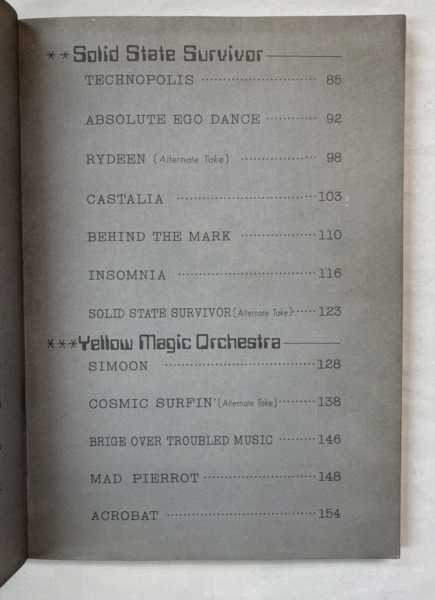 **Solid State Survivor
TECHNOPOLIS ........................ 85
ABSOLUTE EGO DANCE ........... 92
RYDEEN (Alternate Take) ................ 98
CASTALIA ............................. 103
BEHIND THE MARK ................ 110
INSOMNIA ............................. 116
SOLID STATE SURVIVOR (Alternate Take) ...... 123
***Yellow Magic Orchestra
SIMOON ................................ 128
COSMIC SURFIN' (Alternate Take) ......... 138
BRIGE OVER TROUBLED MUSIC ......... 146
MAD PIERROT ........................ 148
ACROBAT ................................ 154